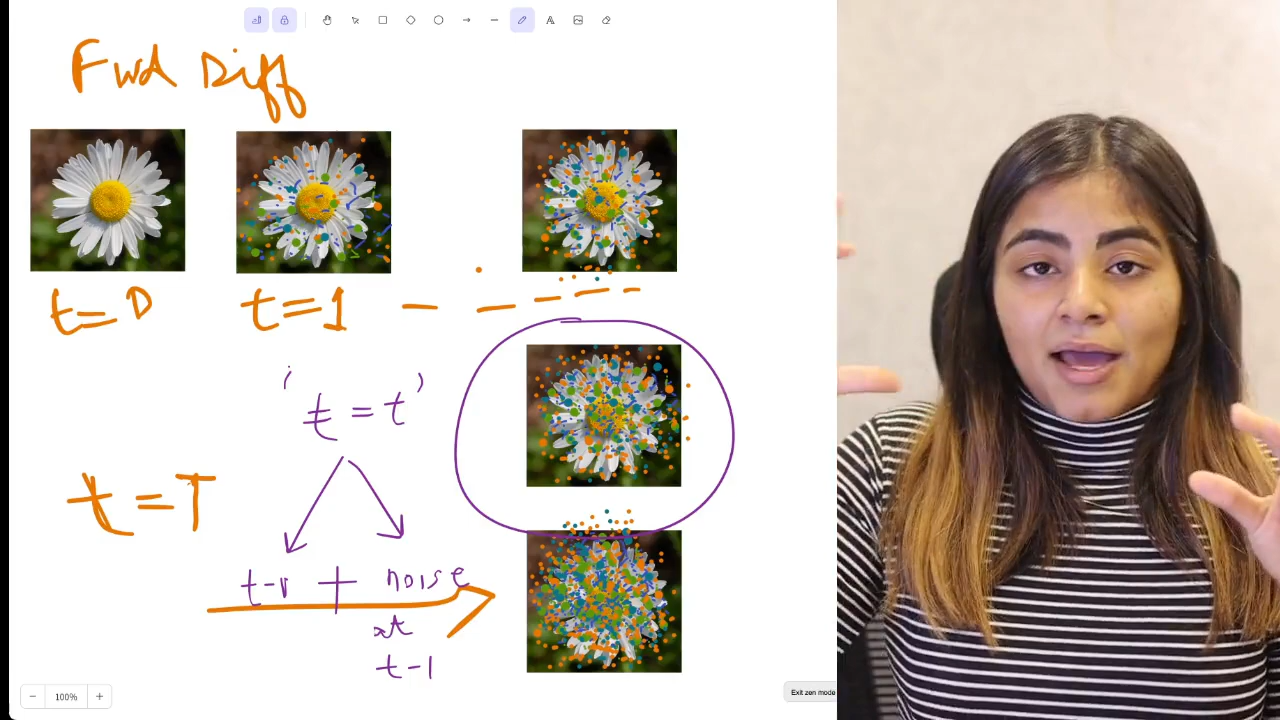 Fwd Diff
t=0
t=1 - - - - -
't=t'
t=T
t-1 + noise
at
t-1
100%
Exit zen mode